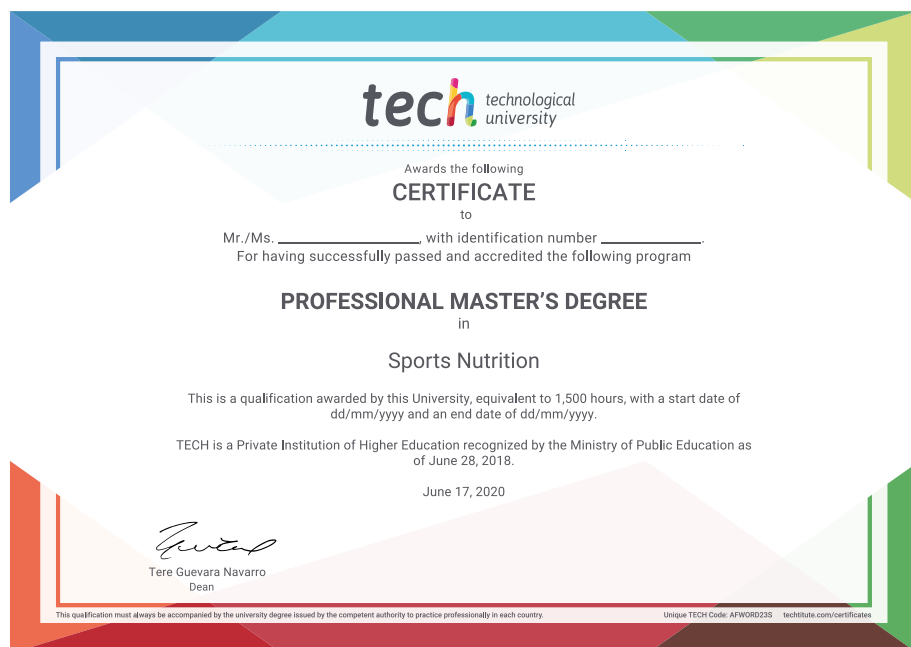 tech technological
university
Awards the following
CERTIFICATE
to
Mr./Ms. ____________________, with identification number ______________.
For having successfully passed and accredited the following program
PROFESSIONAL MASTER'S DEGREE
in
Sports Nutrition
This is a qualification awarded by this University, equivalent to 1,500 hours, with a start date of
dd/mm/yyyy and an end date of dd/mm/yyyy.
TECH is a Private Institution of Higher Education recognized by the Ministry of Public Education as
of June 28, 2018.
June 17, 2020
Tere Guevara Navarro
Dean
This qualification must always be accompanied by the university degree issued by the competent authority to practice professionally in each country. Unique TECH Code: AFWORD23S techtitute.com/certificates